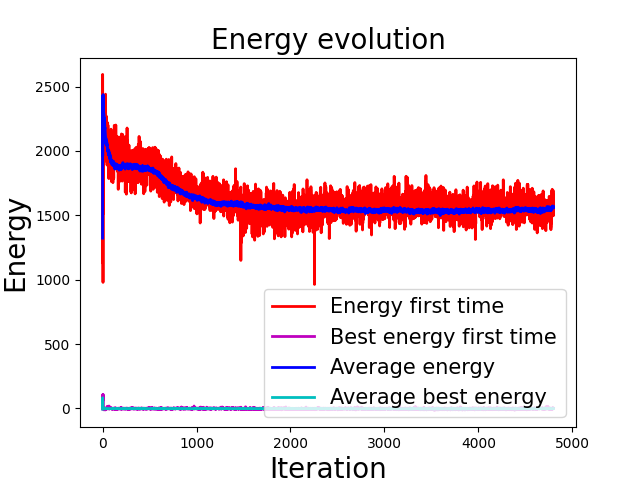 Energy evolution
2500
2000
1500
1000
500
0
Energy
Energy first time
Best energy first time
Average energy
Average best energy
0 1000 2000 3000 4000 5000
Iteration